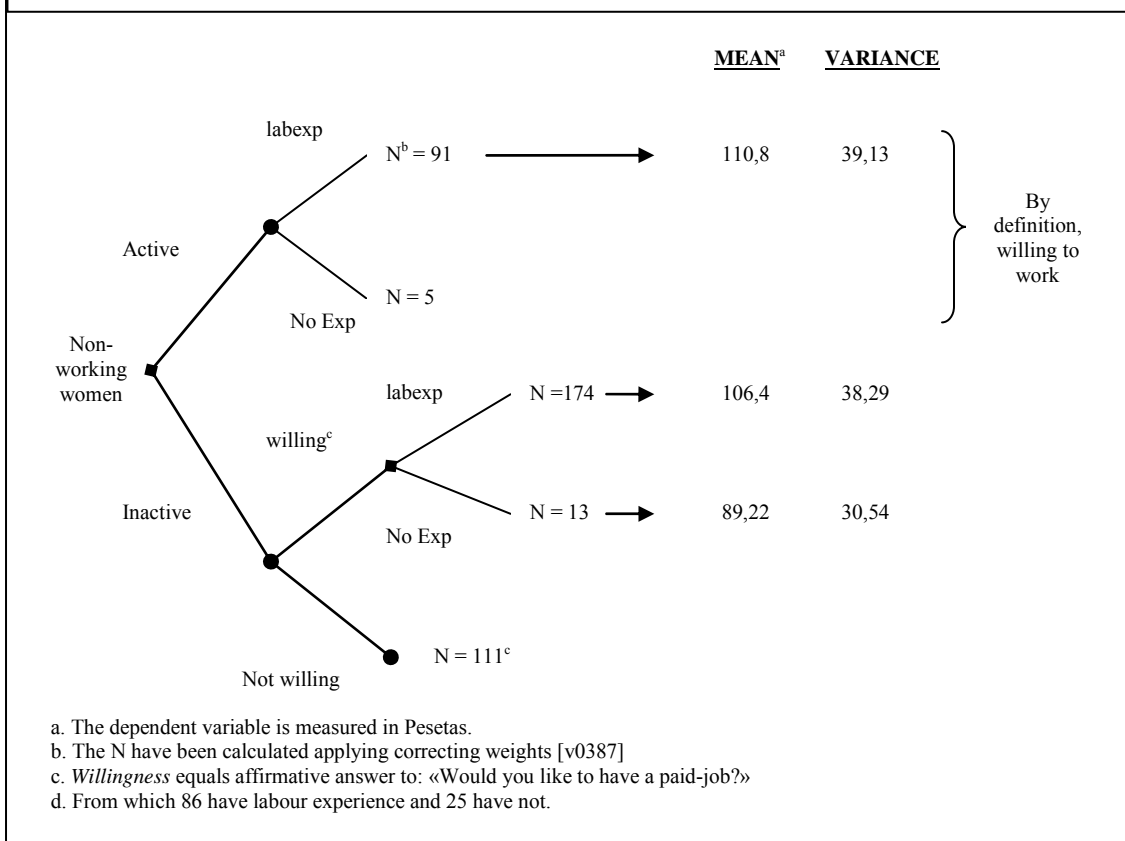 MEANᵃ VARIANCE
labexp
Nᵇ = 91 110,8 39,13
Active
N = 5
No Exp
By
definition,
willing to
work
Non-
working
women
labexp N =174 106,4 38,29
willingᶜ
Inactive N = 13 89,22 30,54
No Exp
N = 111ᶜ
Not willing
a. The dependent variable is measured in Pesetas.
b. The N have been calculated applying correcting weights [v0387]
c. Willingness equals affirmative answer to: «Would you like to have a paid-job?»
d. From which 86 have labour experience and 25 have not.